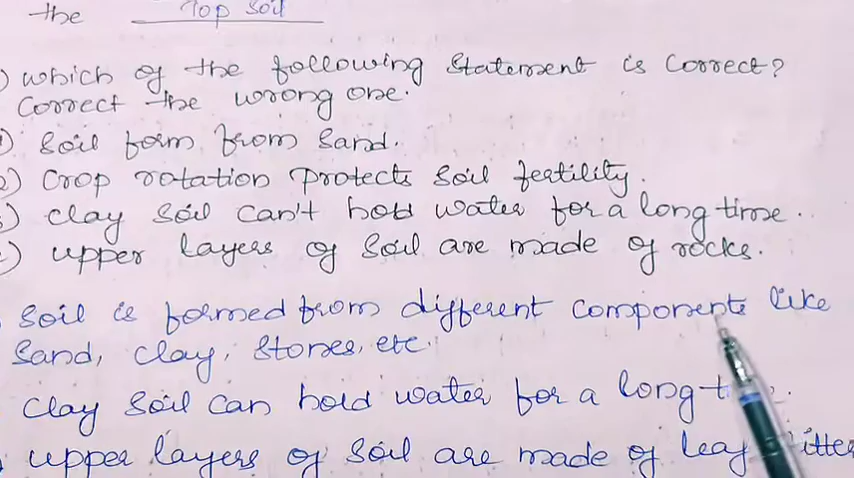 the Top Soil
) which of the following statement is correct?
Correct the wrong one.
) Soil form from sand.
2) Crop rotation protects soil fertility.
) clay soil can't hold water for a long time.
) upper layers of soil are made of rocks.
soil is formed from different components like
sand, clay, stones, etc.
clay soil can hold water for a long
upper layers of soil are made of leaf